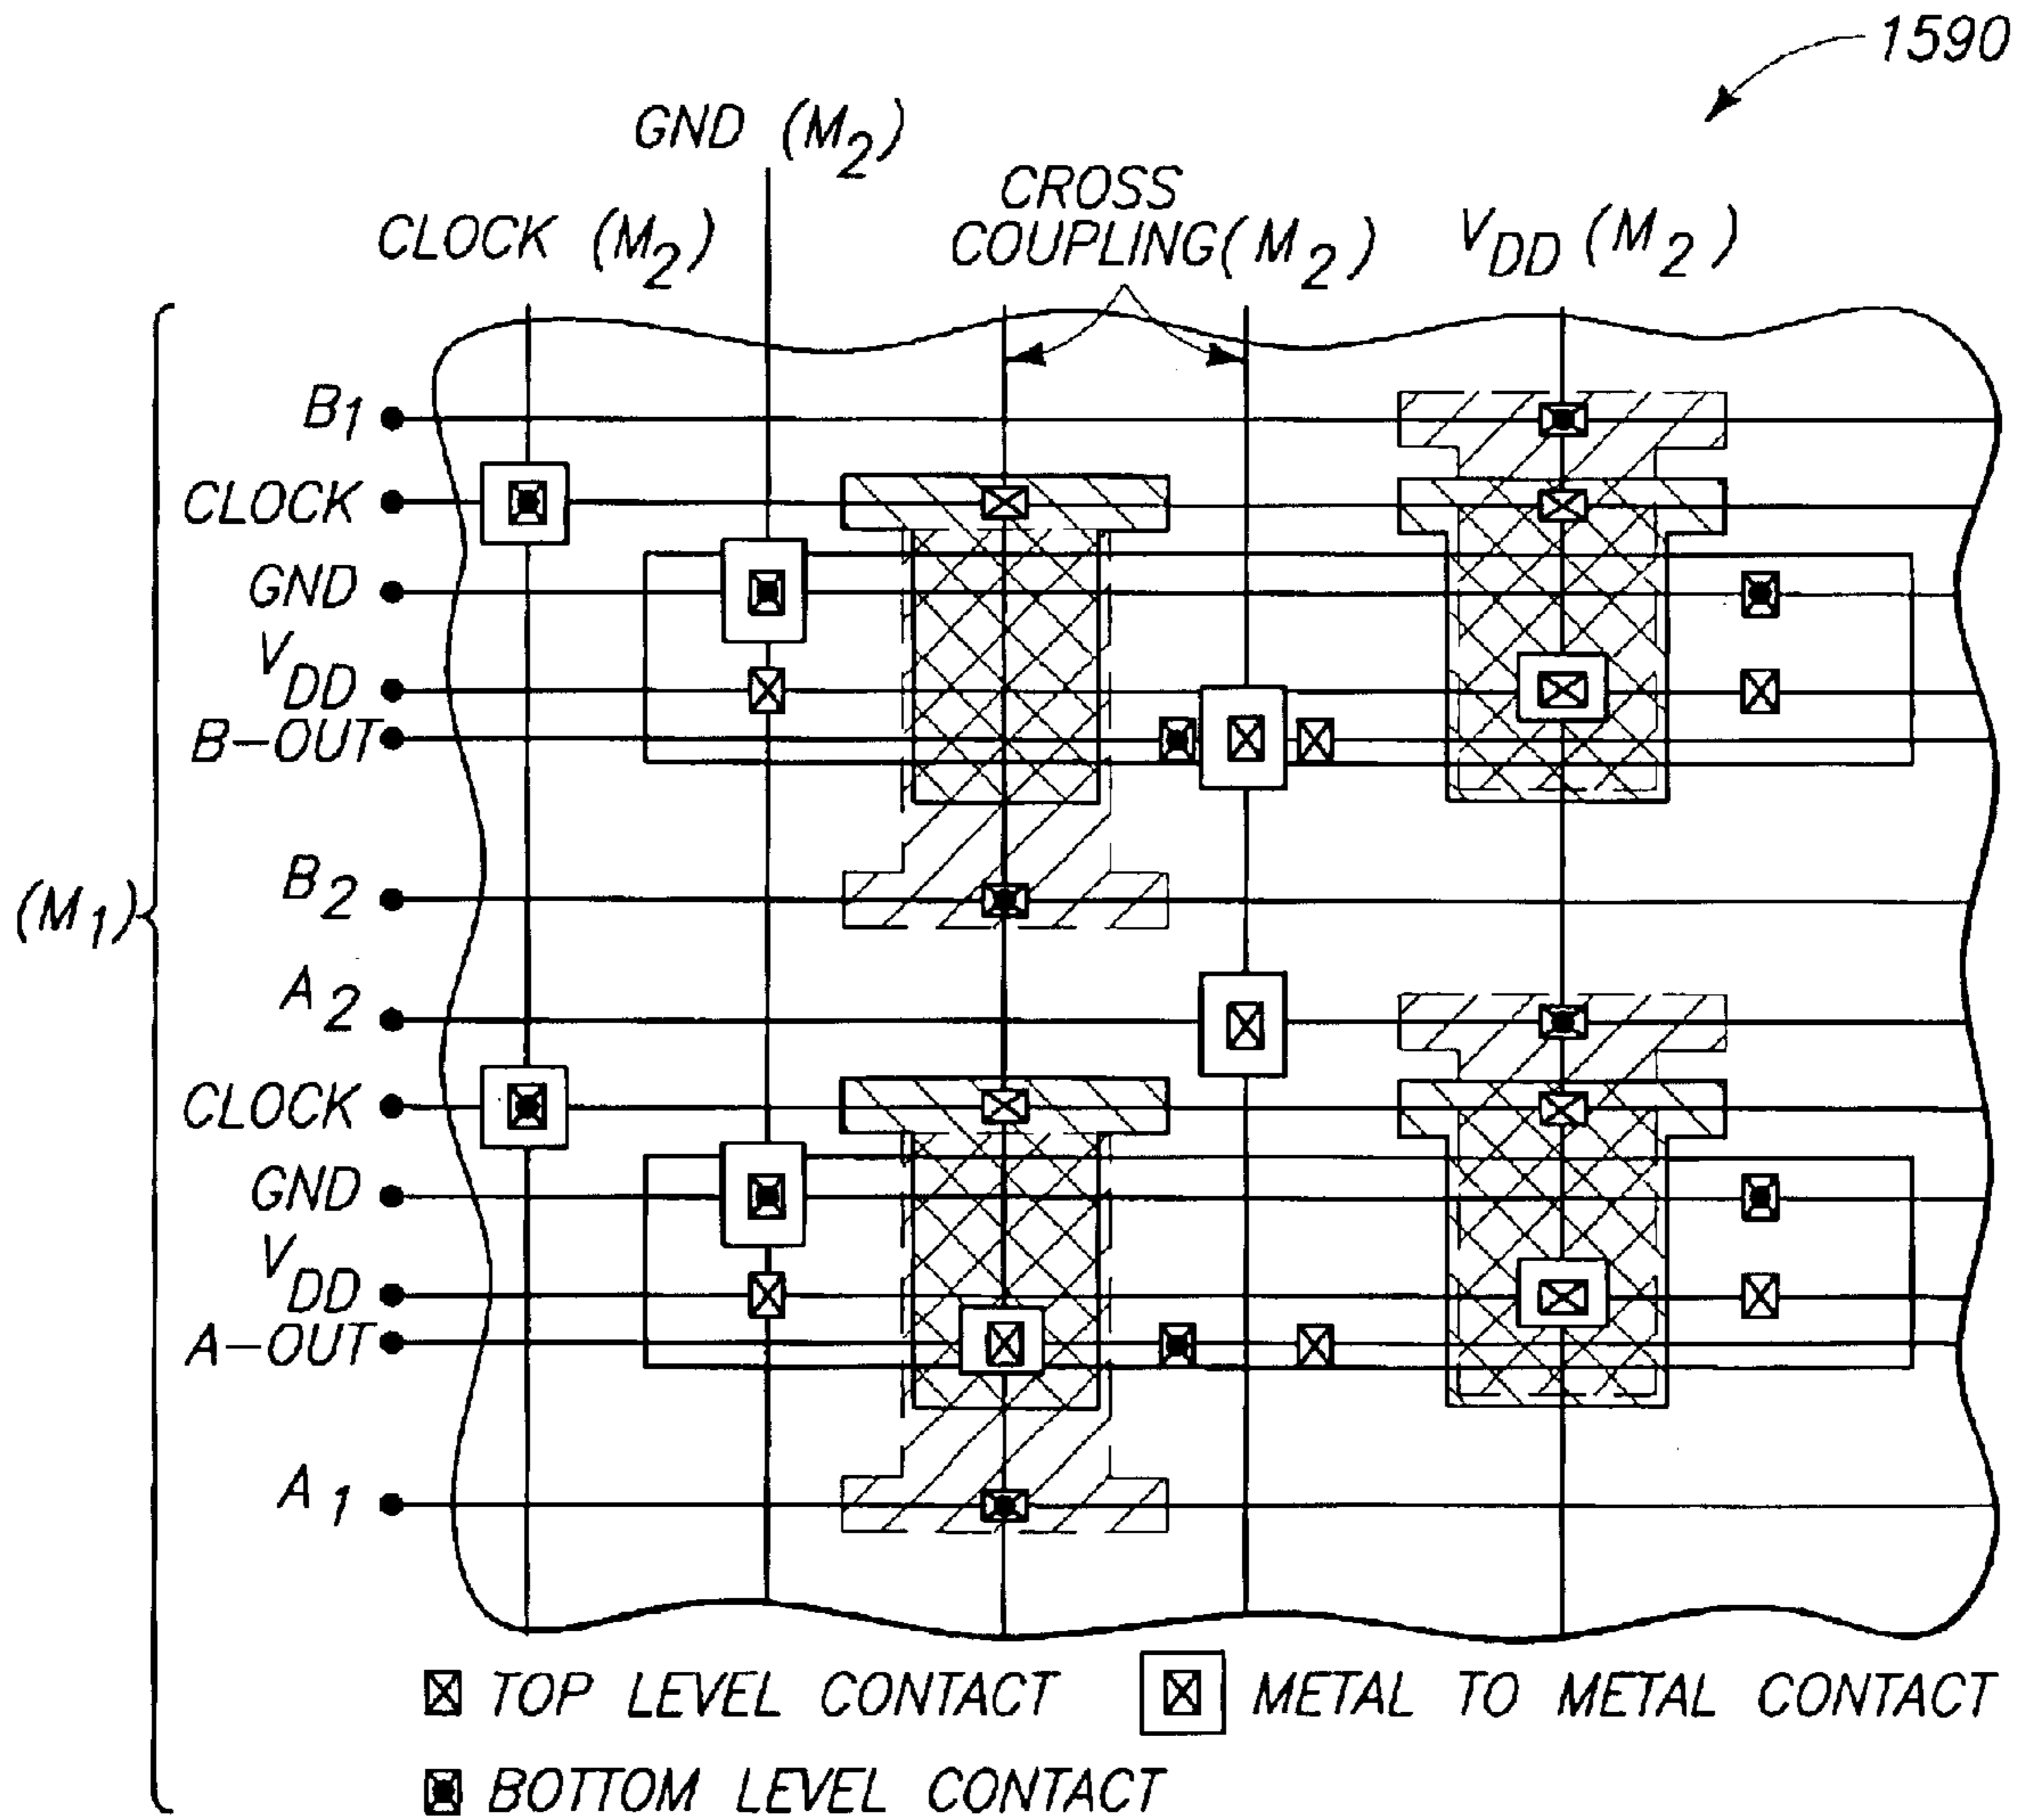 1590
GND (M2)
CROSS
COUPLING(M2)
CLOCK (M2)
VDD (M2)
B1
CLOCK
GND
VDD
B-OUT
B2
(M1)
A2
CLOCK
GND
VDD
A-OUT
A1
TOP LEVEL CONTACT
METAL TO METAL CONTACT
BOTTOM LEVEL CONTACT